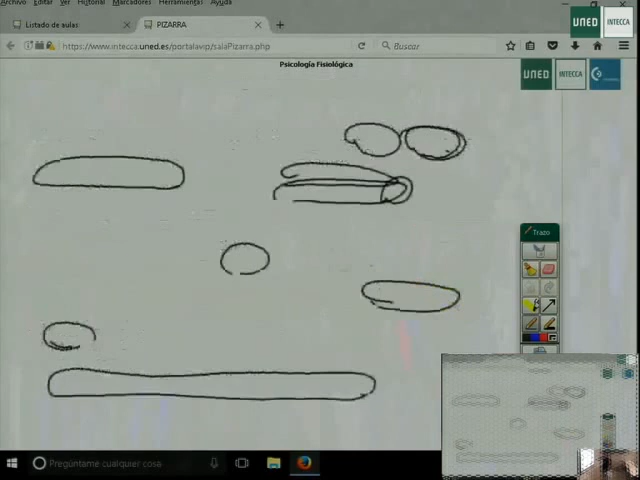 Archivo Editar Ver Historial Marcadores Herramientas Ayuda
Listado de aulas
PIZARRA
https://www.intecca.uned.es/portalavip/salaPizarra.php
Buscar
UNED INTECCA
Psicología Fisiológica
UNED INTECCA
Trazo
Pregúntame cualquier cosa